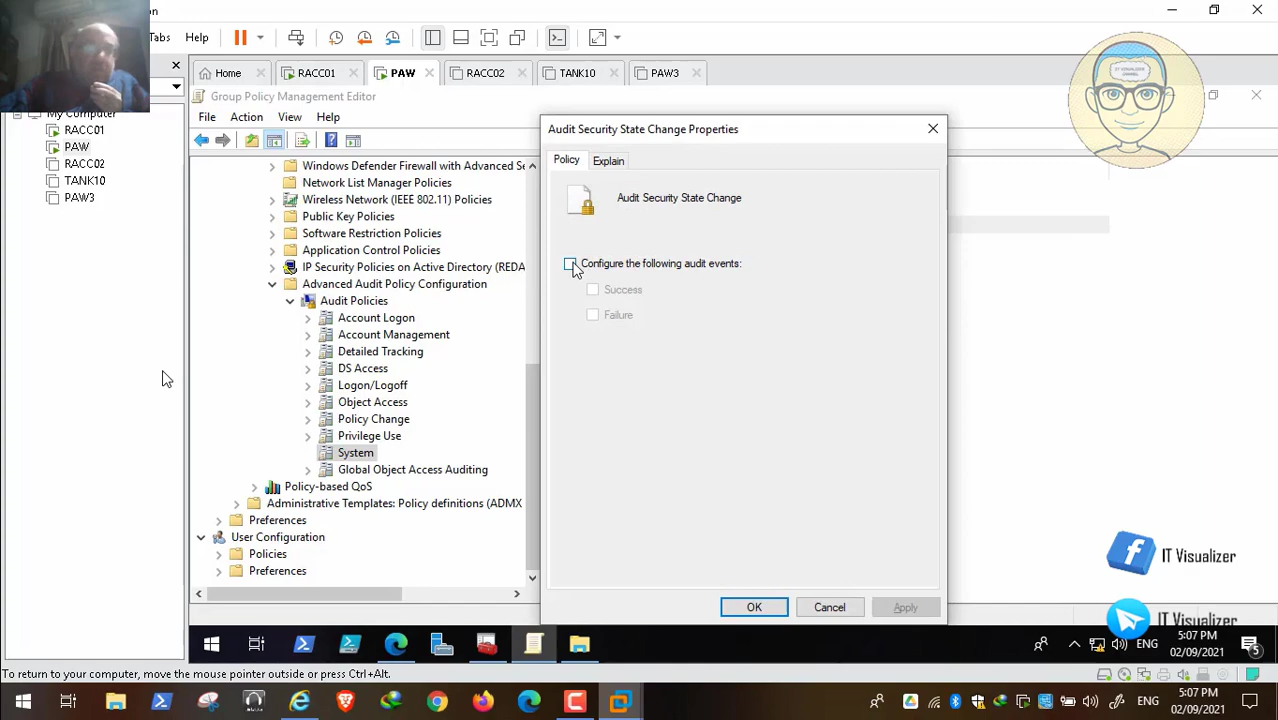 on
Tabs
Help
Home
RACC01
PAW
RACC02
TANK10
PAW3
My Computer
RACC01
PAW
RACC02
TANK10
PAW3
Group Policy Management Editor
File
Action
View
Help
Windows Defender Firewall with Advanced Se
Network List Manager Policies
Wireless Network (IEEE 802.11) Policies
Public Key Policies
Software Restriction Policies
Application Control Policies
IP Security Policies on Active Directory (REDA
Advanced Audit Policy Configuration
Audit Policies
Account Logon
Account Management
Detailed Tracking
DS Access
Logon/Logoff
Object Access
Policy Change
Privilege Use
System
Global Object Access Auditing
Policy-based QoS
Administrative Templates: Policy definitions (ADMX
Preferences
User Configuration
Policies
Preferences
Audit Security State Change Properties
Policy
Explain
Audit Security State Change
Configure the following audit events:
Success
Failure
OK
Cancel
Apply
IT VISUALIZER
CHANNEL
IT Visualizer
IT Visualizer
ENG
5:07 PM
02/09/2021
5
To return to your computer, move the mouse pointer outside or press Ctrl+Alt.
ENG
5:07 PM
02/09/2021